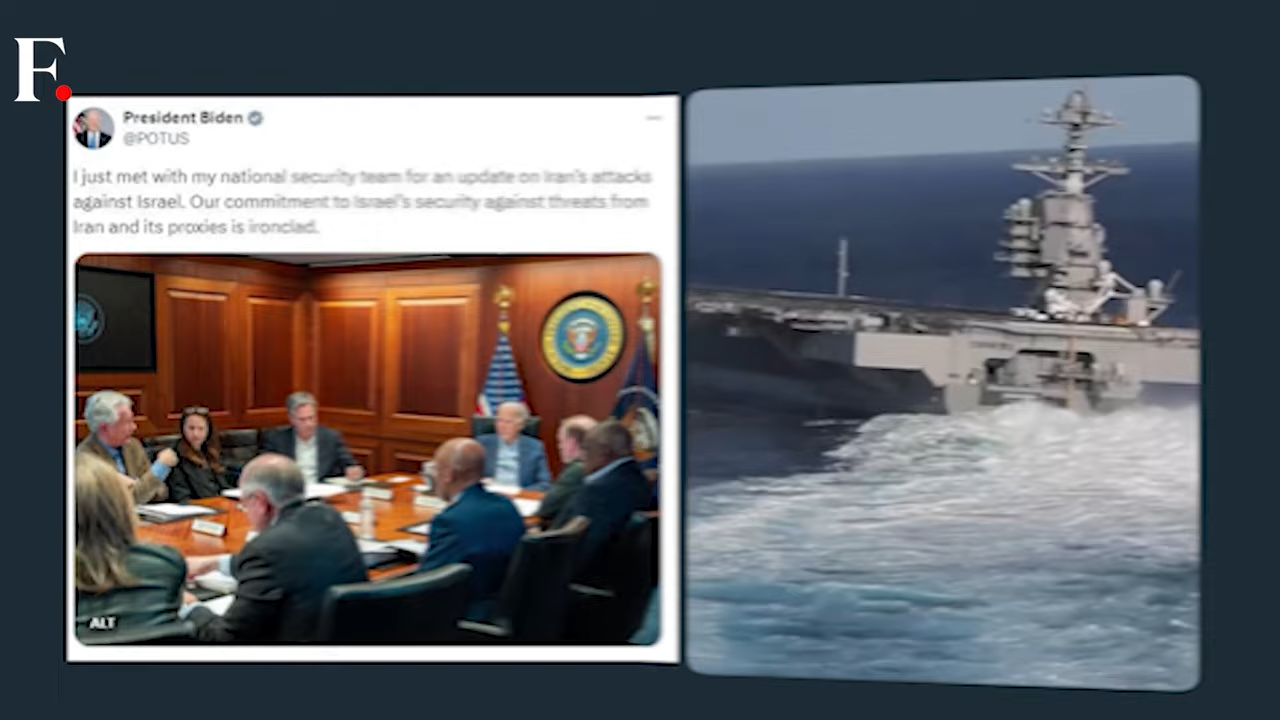 F.
President Biden
@POTUS
I just met with my national security team for an update on Iran's attacks
against Israel. Our commitment to Israel's security against threats from
Iran and its proxies is ironclad.
ALT